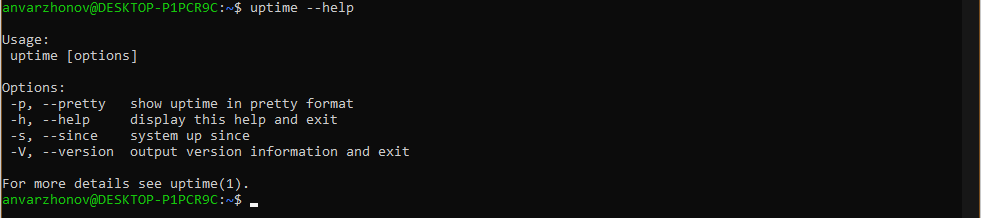 anvarzhonov@DESKTOP-P1PCR9C:~$ uptime --help
Usage:
 uptime [options]
Options:
 -p, --pretty   show uptime in pretty format
 -h, --help     display this help and exit
 -s, --since    system up since
 -V, --version  output version information and exit
For more details see uptime(1).
anvarzhonov@DESKTOP-P1PCR9C:~$